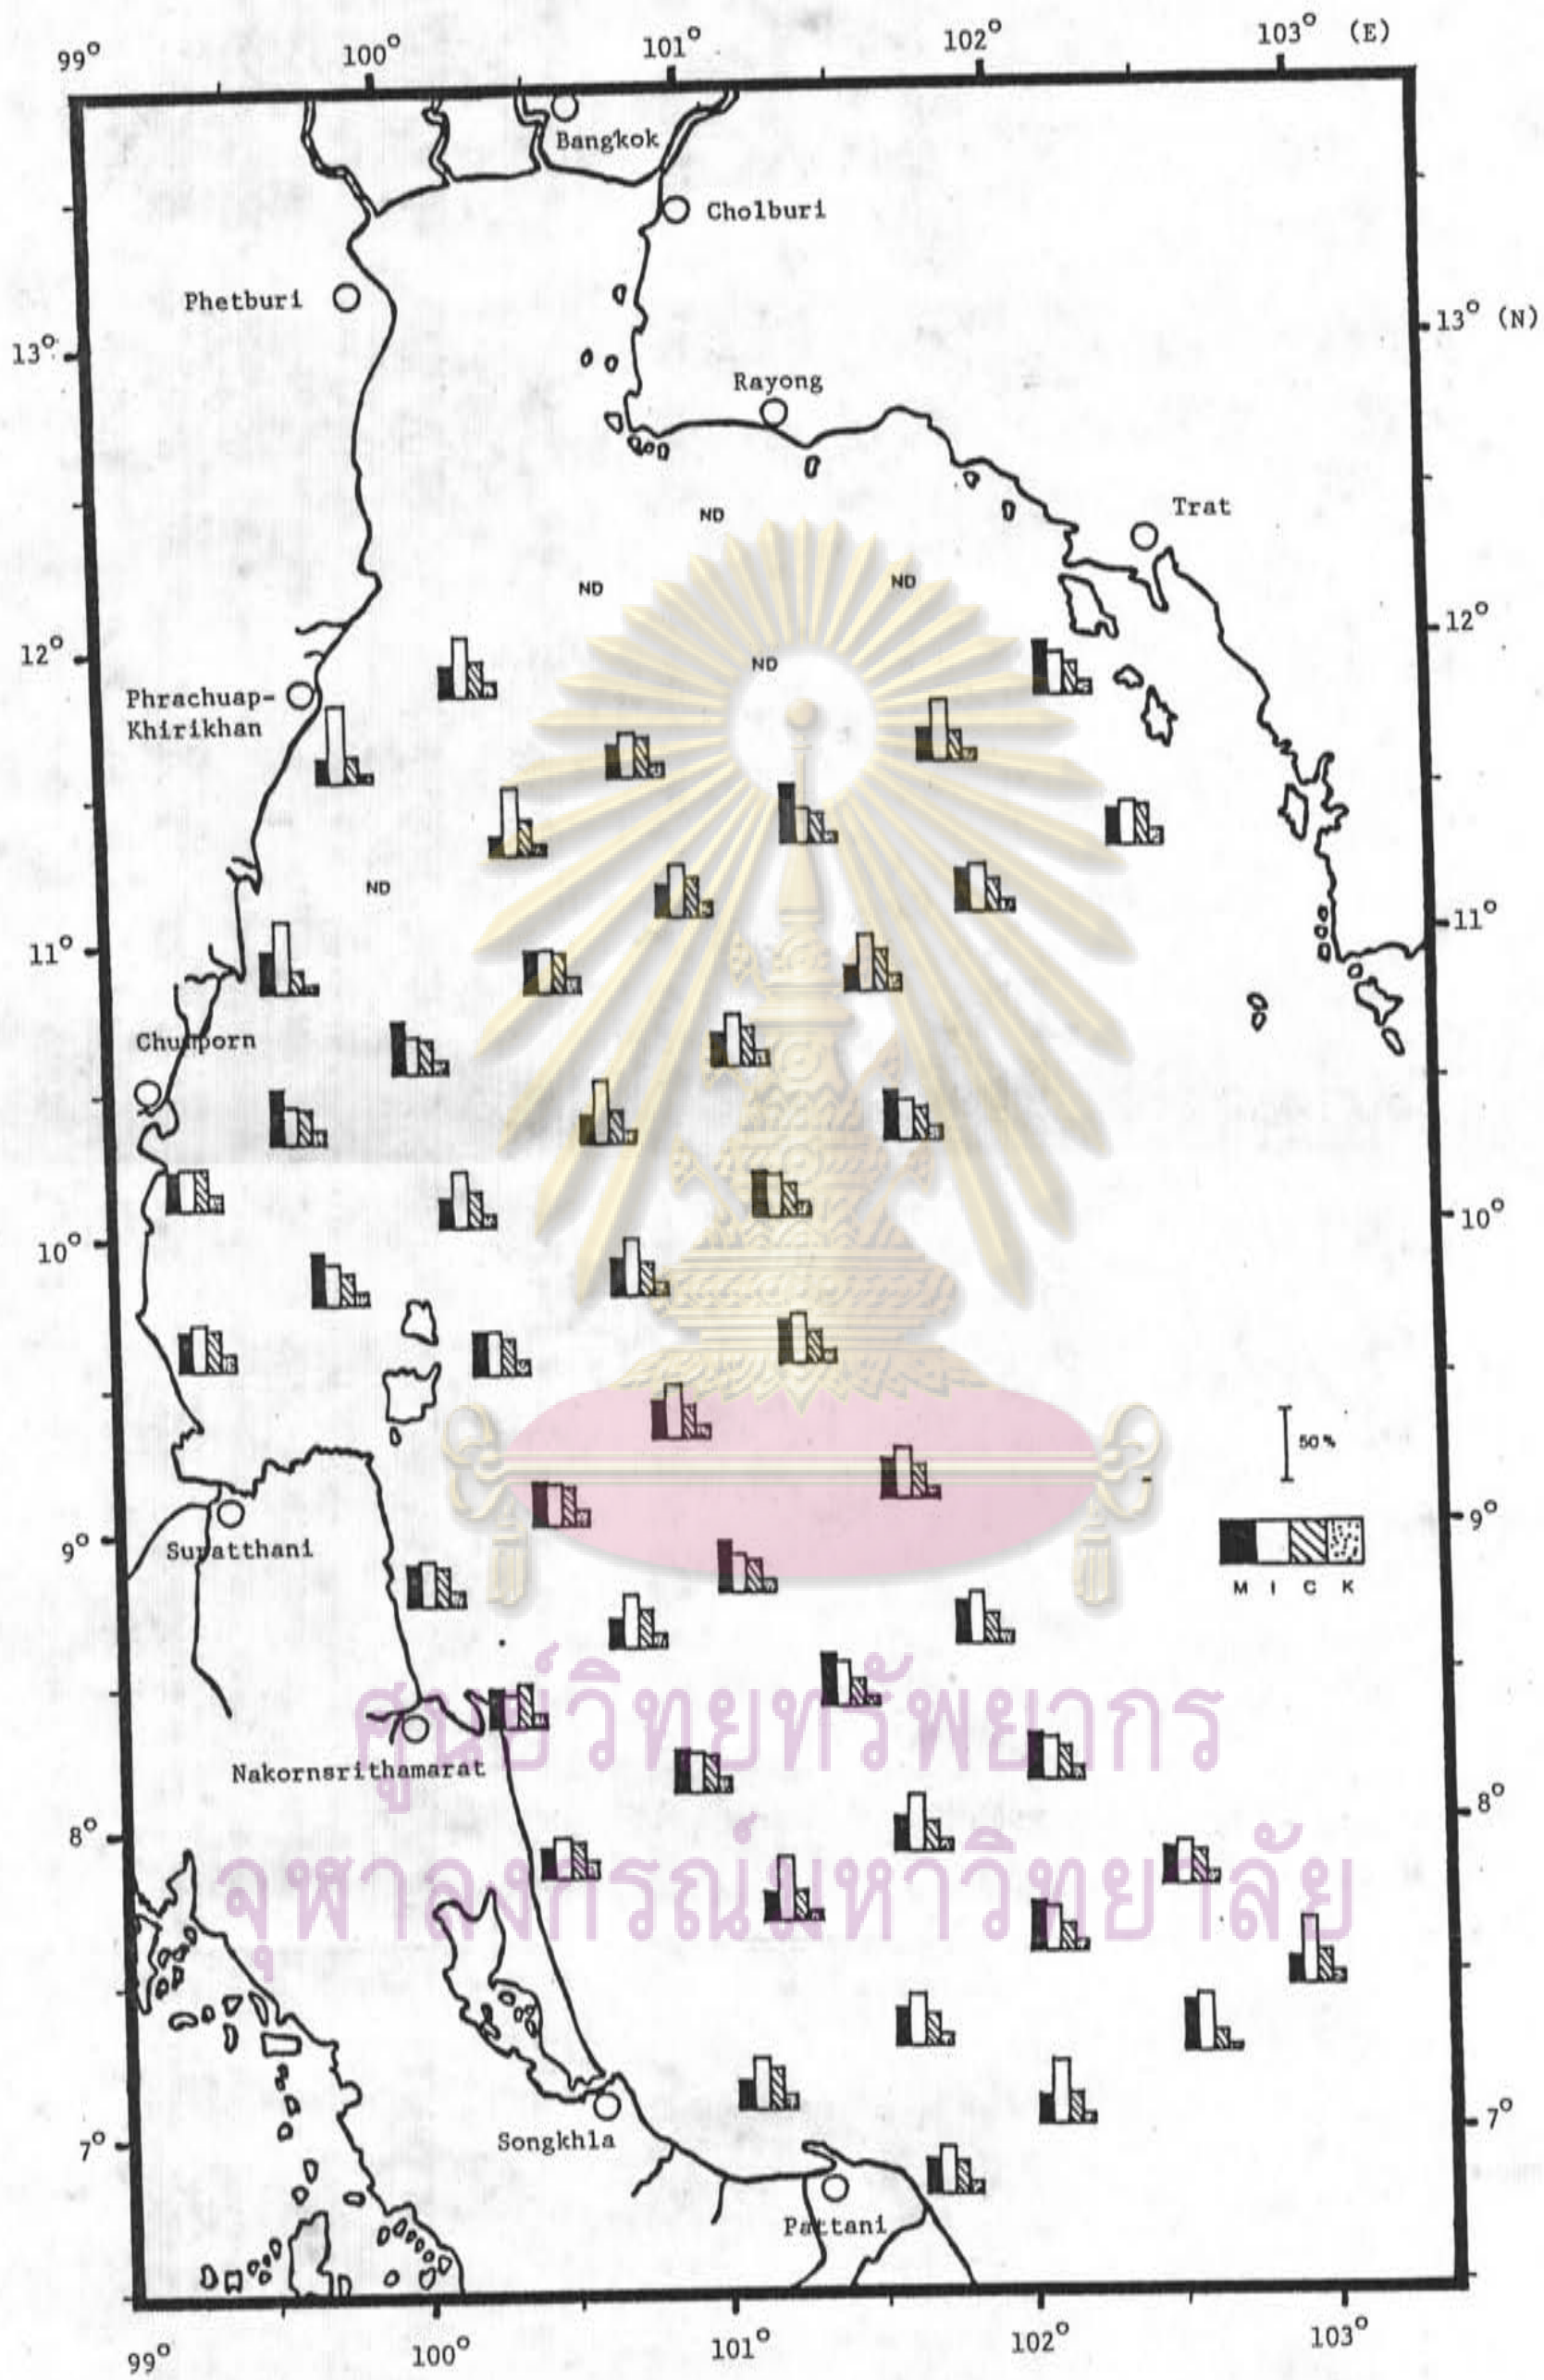 99° 100° 101° 102° 103° (E)
Bangkok
Cholburi
Phetburi
13° 13° (N)
Rayong
Trat
ND
ND ND
12° 12°
ND
Phrachuap-
Khirikhan
ND
11° 11°
Chumporn
10° 10°
50%
9° 9°
Suratthani
M I C K
ศูนย์วิทยทรัพยากร
Nakornsrithamarat
8° 8°
จุฬาลงกรณ์มหาวิทยาลัย
7° 7°
Songkhla
Pattani
99° 100° 101° 102° 103°